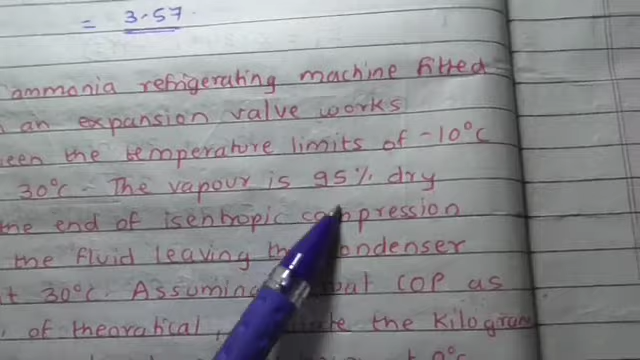 = 3.57
ammonia refrigerating machine fitted
an expansion valve works
the temperature limits of -10°C
30°C. The vapour is 95% dry
the end of isentropic compression
the fluid leaving the condenser
30°C. Assuming COP as
of theoratical, the kilogram